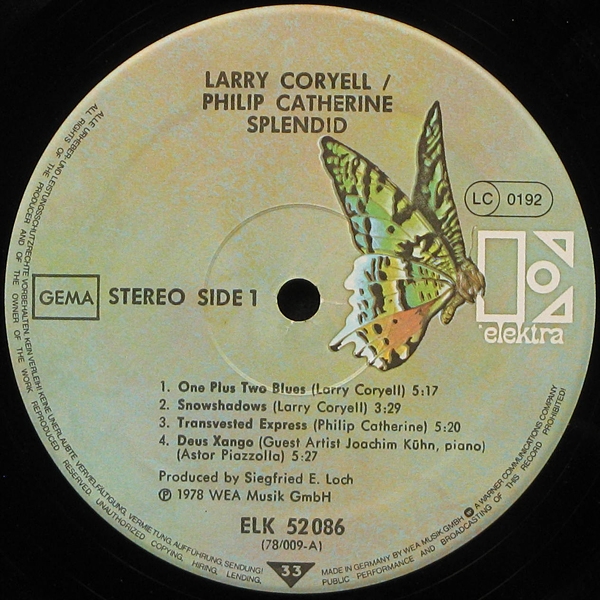 LARRY CORYELL /
PHILIP CATHERINE
SPLENDID
LC 0192
elektra
GEMA
STEREO SIDE 1
1. One Plus Two Blues (Larry Coryell) 5:17
2. Snowshadows (Larry Coryell) 3:29
3. Transvested Express (Philip Catherine) 5:20
4. Deus Xango (Guest Artist Joachim Kühn, piano)
(Astor Piazzolla) 5:27
Produced by Siegfried E. Loch
℗ 1978 WEA Musik GmbH
ELK 52 086
(78/009-A)
33
ALLE URHEBER- UND LEISTUNGSSCHUTZRECHTE VORBEHALTEN. KEIN VERLEIH! KEINE UNERLAUBTE VERVIELFÄLTIGUNG, VERMIETUNG, AUFFÜHRUNG, SENDUNG!
ALL RIGHTS OF THE PRODUCER AND OF THE OWNER OF THE WORK REPRODUCED RESERVED. UNAUTHORIZED COPYING, HIRING, LENDING,
MADE IN GERMANY BY WEA MUSIK GMBH A WARNER COMMUNICATIONS COMPANY
PUBLIC PERFORMANCE AND BROADCASTING OF THIS RECORD PROHIBITED!